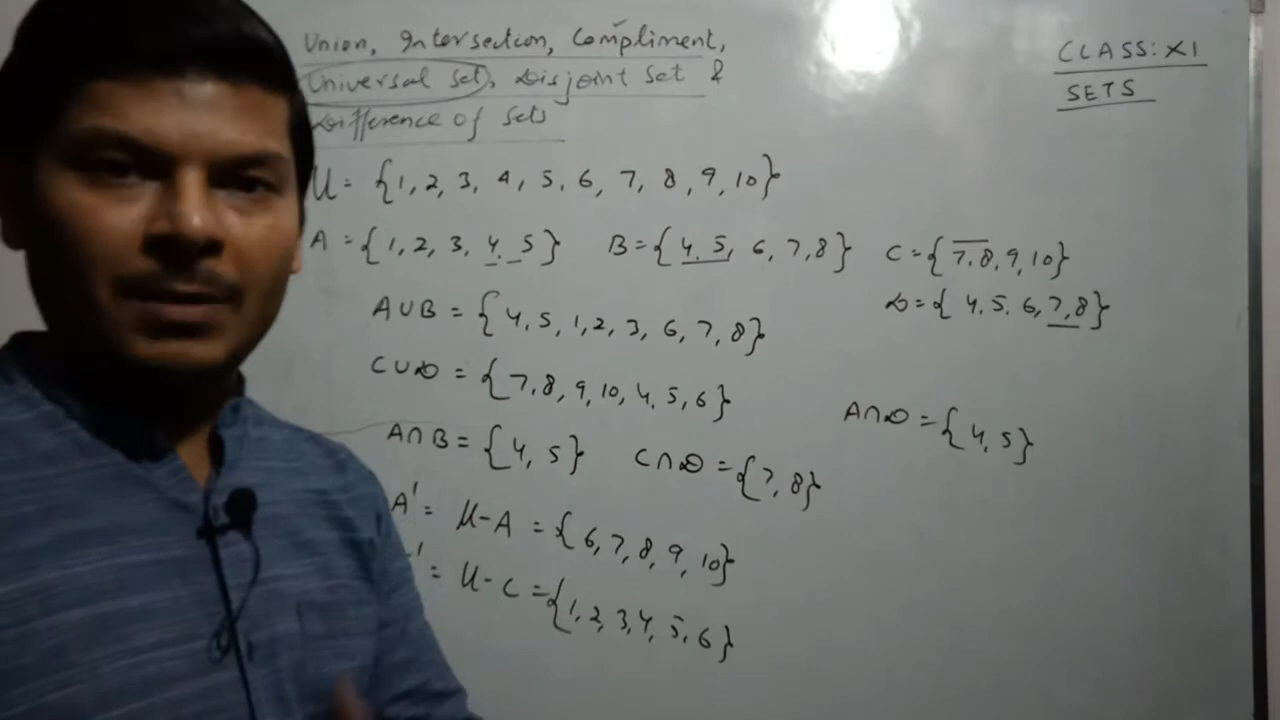 Union, Intersection, Compliment,
Universal Set, Disjoint Set &
Difference of Sets
CLASS: XI
SETS
U = {1, 2, 3, 4, 5, 6, 7, 8, 9, 10}
A = {1, 2, 3, 4, 5} B = {4, 5, 6, 7, 8} C = {7, 8, 9, 10}
D = {4, 5, 6, 7, 8}
A∪B = {4, 5, 1, 2, 3, 6, 7, 8}
C∪D = {7, 8, 9, 10, 4, 5, 6}
A∩D = {4, 5}
A∩B = {4, 5} C∩D = {7, 8}
A' = U-A = {6, 7, 8, 9, 10}
' = U-C = {1, 2, 3, 4, 5, 6}